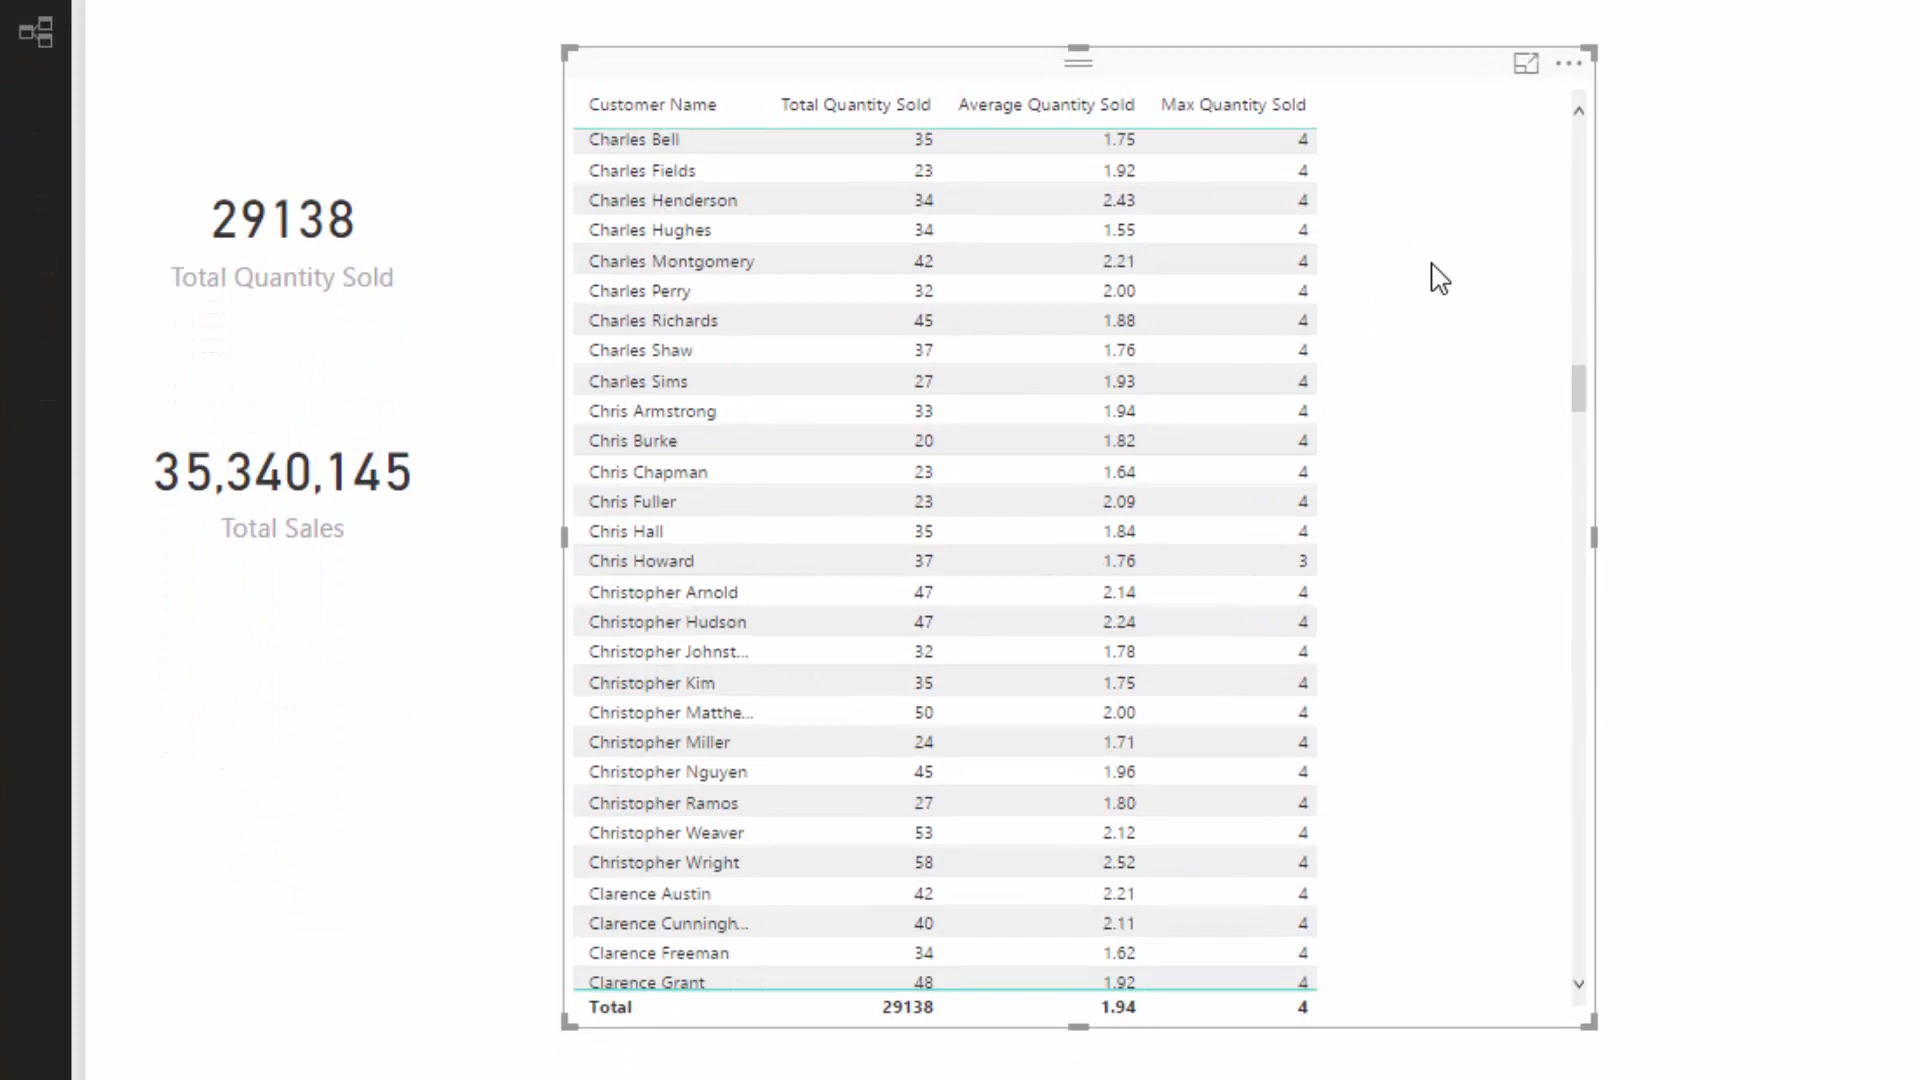 29138
Total Quantity Sold
35,340,145
Total Sales
Customer Name Total Quantity Sold Average Quantity Sold Max Quantity Sold
Charles Bell 35 1.75 4
Charles Fields 23 1.92 4
Charles Henderson 34 2.43 4
Charles Hughes 34 1.55 4
Charles Montgomery 42 2.21 4
Charles Perry 32 2.00 4
Charles Richards 45 1.88 4
Charles Shaw 37 1.76 4
Charles Sims 27 1.93 4
Chris Armstrong 33 1.94 4
Chris Burke 20 1.82 4
Chris Chapman 23 1.64 4
Chris Fuller 23 2.09 4
Chris Hall 35 1.84 4
Chris Howard 37 1.76 3
Christopher Arnold 47 2.14 4
Christopher Hudson 47 2.24 4
Christopher Johnst... 32 1.78 4
Christopher Kim 35 1.75 4
Christopher Matthe... 50 2.00 4
Christopher Miller 24 1.71 4
Christopher Nguyen 45 1.96 4
Christopher Ramos 27 1.80 4
Christopher Weaver 53 2.12 4
Christopher Wright 58 2.52 4
Clarence Austin 42 2.21 4
Clarence Cunningh... 40 2.11 4
Clarence Freeman 34 1.62 4
Clarence Grant 48 1.92 4
Total 29138 1.94 4